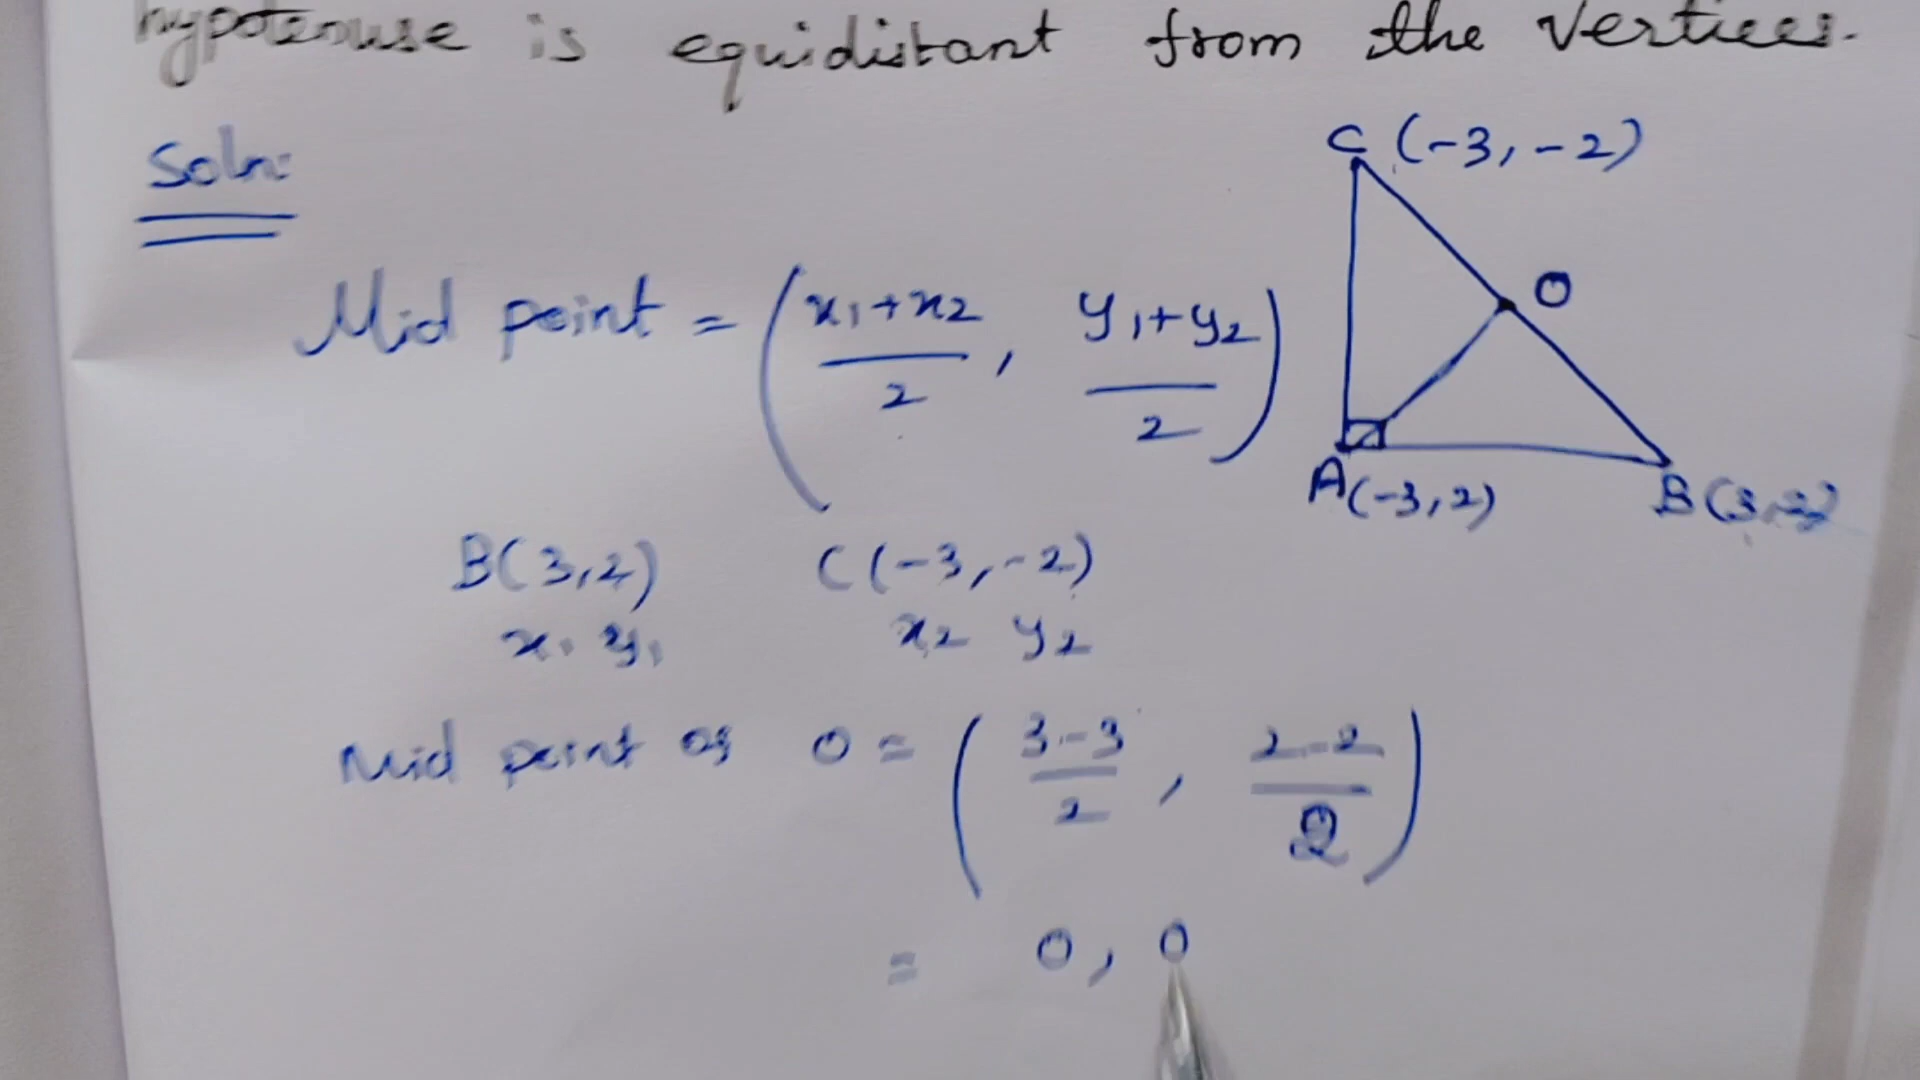 hypotenuse is equidistant from the vertices.
Soln:
C (-3, -2)
Mid point = (x1+x2/2, y1+y2/2)
O
A(-3,2)
B(3,2)
B(3,2) C(-3,-2)
x1 y1 x2 y2
Mid point of O = (3-3/2, 2-2/2)
= 0, 0